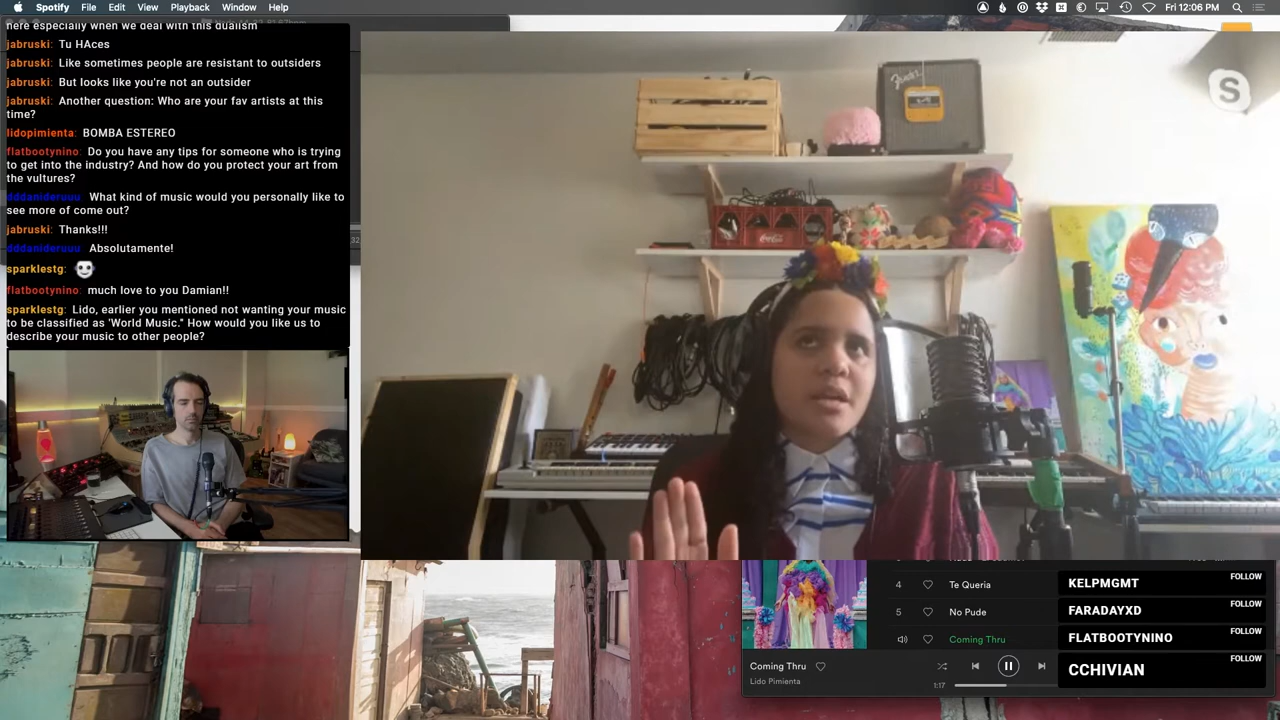 Spotify File Edit View Playback Window Help
Fri 12:06 PM
here especially when we deal with this dualism
jabruski: Tu HAces
jabruski: Like sometimes people are resistant to outsiders
jabruski: But looks like you're not an outsider
jabruski: Another question: Who are your fav artists at this
time?
lidopimienta: BOMBA ESTEREO
flatbootynino: Do you have any tips for someone who is trying
to get into the industry? And how do you protect your art from
the vultures?
dddanideruuu: What kind of music would you personally like to
see more of come out?
jabruski: Thanks!!!
dddanideruuu: Absolutamente!
sparklestg:
flatbootynino: much love to you Damian!!
sparklestg: Lido, earlier you mentioned not wanting your music
to be classified as 'World Music." How would you like us to
describe your music to other people?
Fender
S
Coca-Cola
4 Te Queria
5 No Pude
Coming Thru
Coming Thru
Lido Pimienta
1:17
KELPMGMT FOLLOW
FARADAYXD FOLLOW
FLATBOOTYNINO FOLLOW
CCHIVIAN FOLLOW